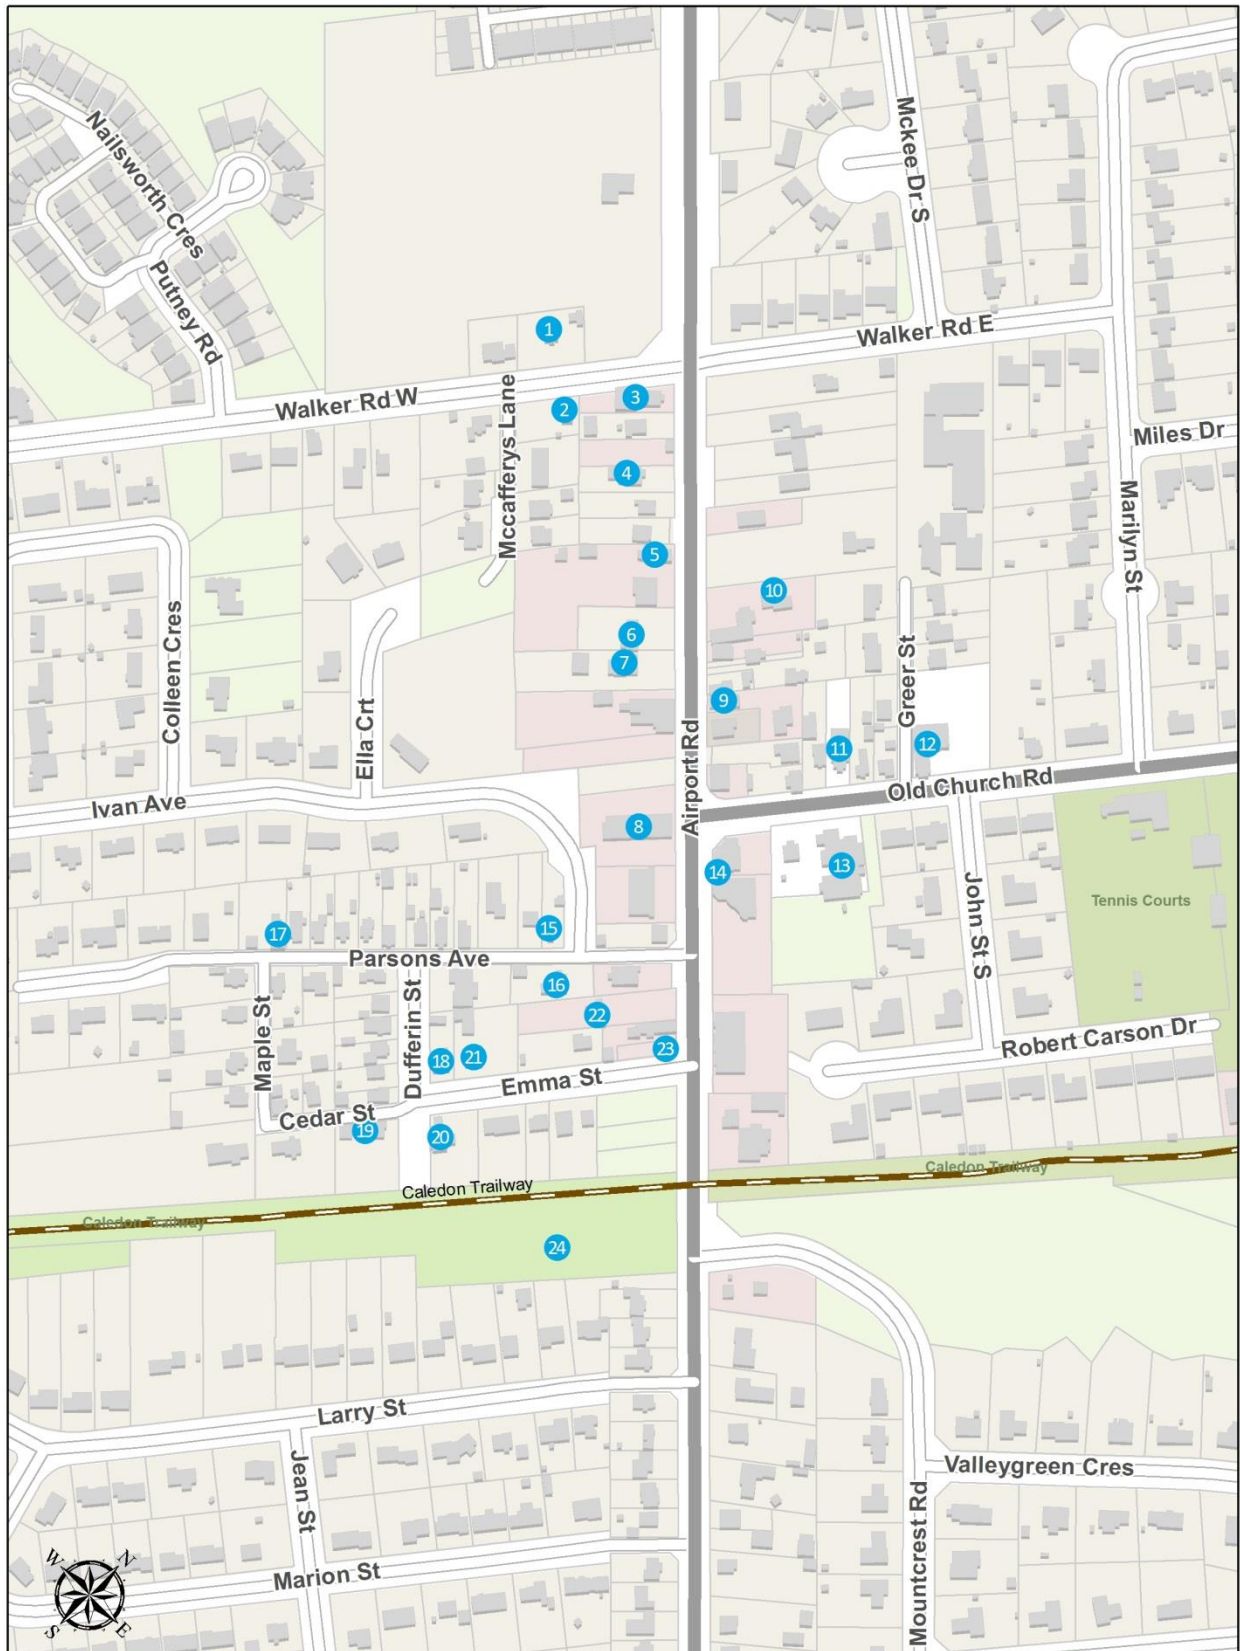 Nailsworth Cres
Putney Rd
Mckee Dr S
Walker Rd E
Walker Rd W
Mccafferys Lane
Miles Dr
Marilyn St
1
2
3
4
5
6
7
8
9
10
11
12
13
14
15
16
17
18
19
20
21
22
23
24
Colleen Cres
Ella Crt
Ivan Ave
Airport Rd
Greer St
Old Church Rd
John St S
Tennis Courts
Parsons Ave
Maple St
Dufferin St
Emma St
Cedar St
Robert Carson Dr
Caledon Trailway
Caledon Trailway
Caledon Trailway
Larry St
Jean St
Marion St
Valleygreen Cres
Mountcrest Rd
W
N
S
E